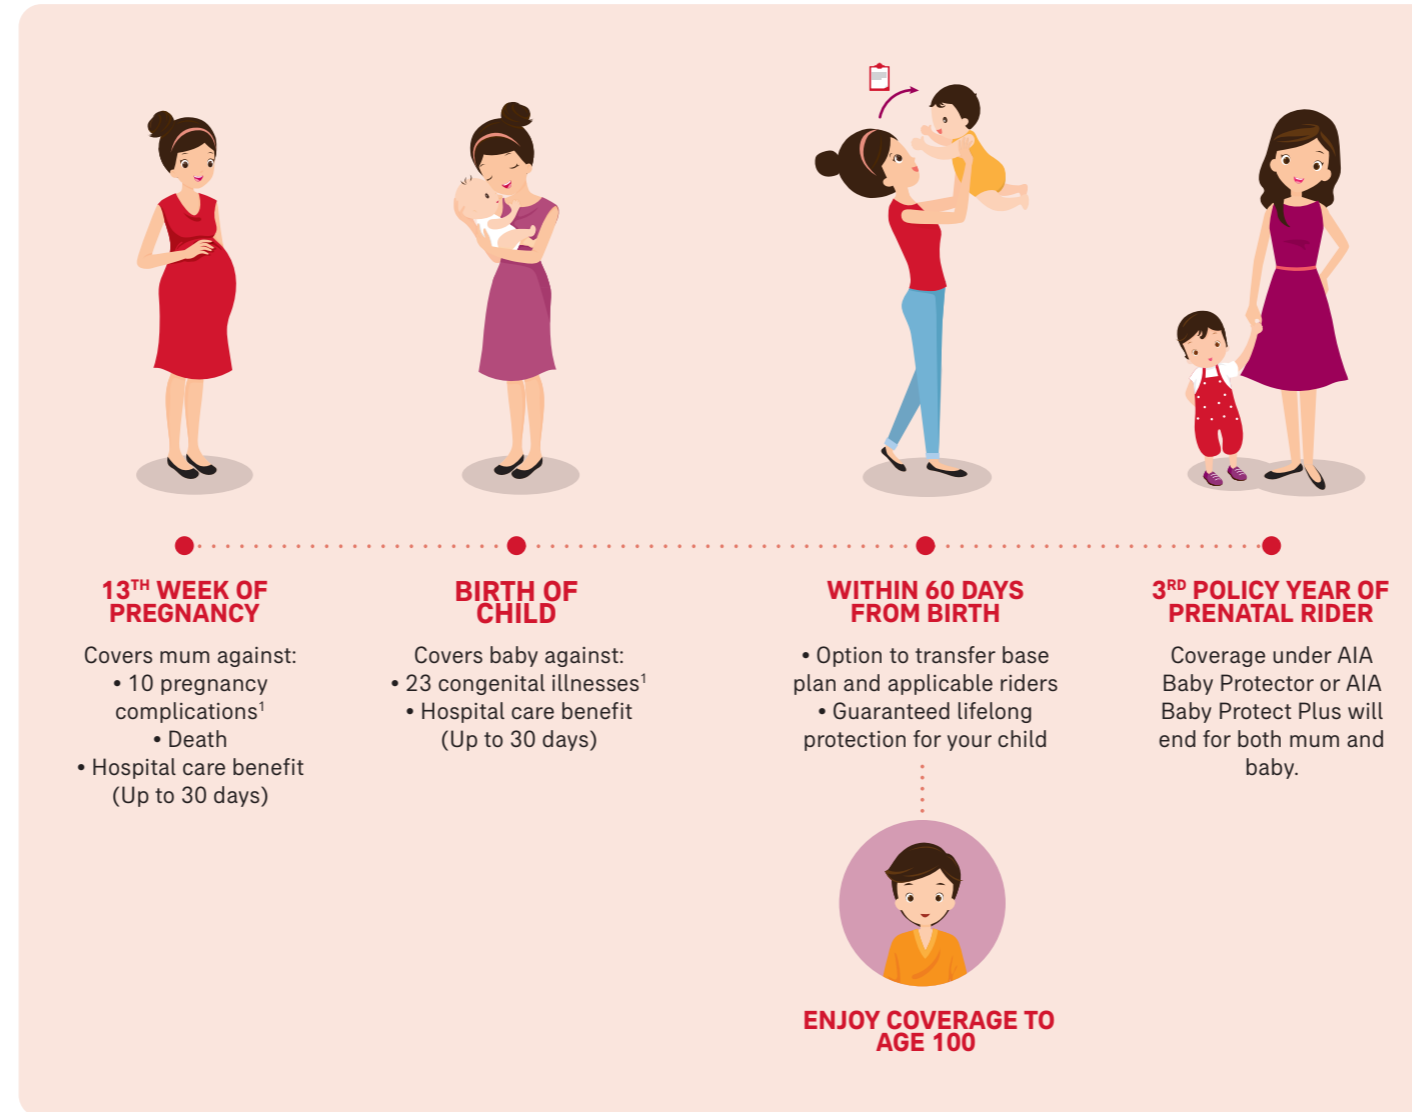 13TH WEEK OF
PREGNANCY
Covers mum against:
• 10 pregnancy
complications1
• Death
• Hospital care benefit
(Up to 30 days)
BIRTH OF
CHILD
Covers baby against:
• 23 congenital illnesses1
• Hospital care benefit
(Up to 30 days)
WITHIN 60 DAYS
FROM BIRTH
• Option to transfer base
plan and applicable riders
• Guaranteed lifelong
protection for your child
ENJOY COVERAGE TO
AGE 100
3RD POLICY YEAR OF
PRENATAL RIDER
Coverage under AIA
Baby Protector or AIA
Baby Protect Plus will
end for both mum and
baby.